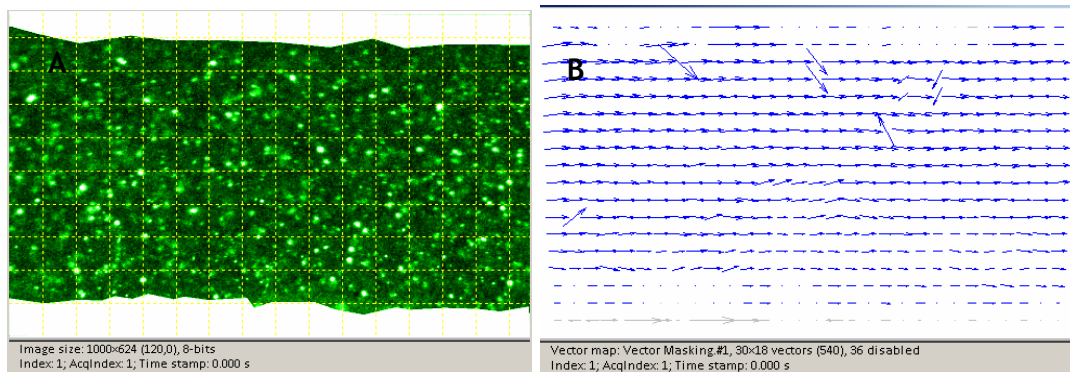 A
Image size: 1000×624 (120,0), 8-bits
Index: 1; AcqIndex: 1; Time stamp: 0.000 s
B
Vector map: Vector Masking.#1, 30×18 vectors (540), 36 disabled
Index: 1; AcqIndex: 1; Time stamp: 0.000 s